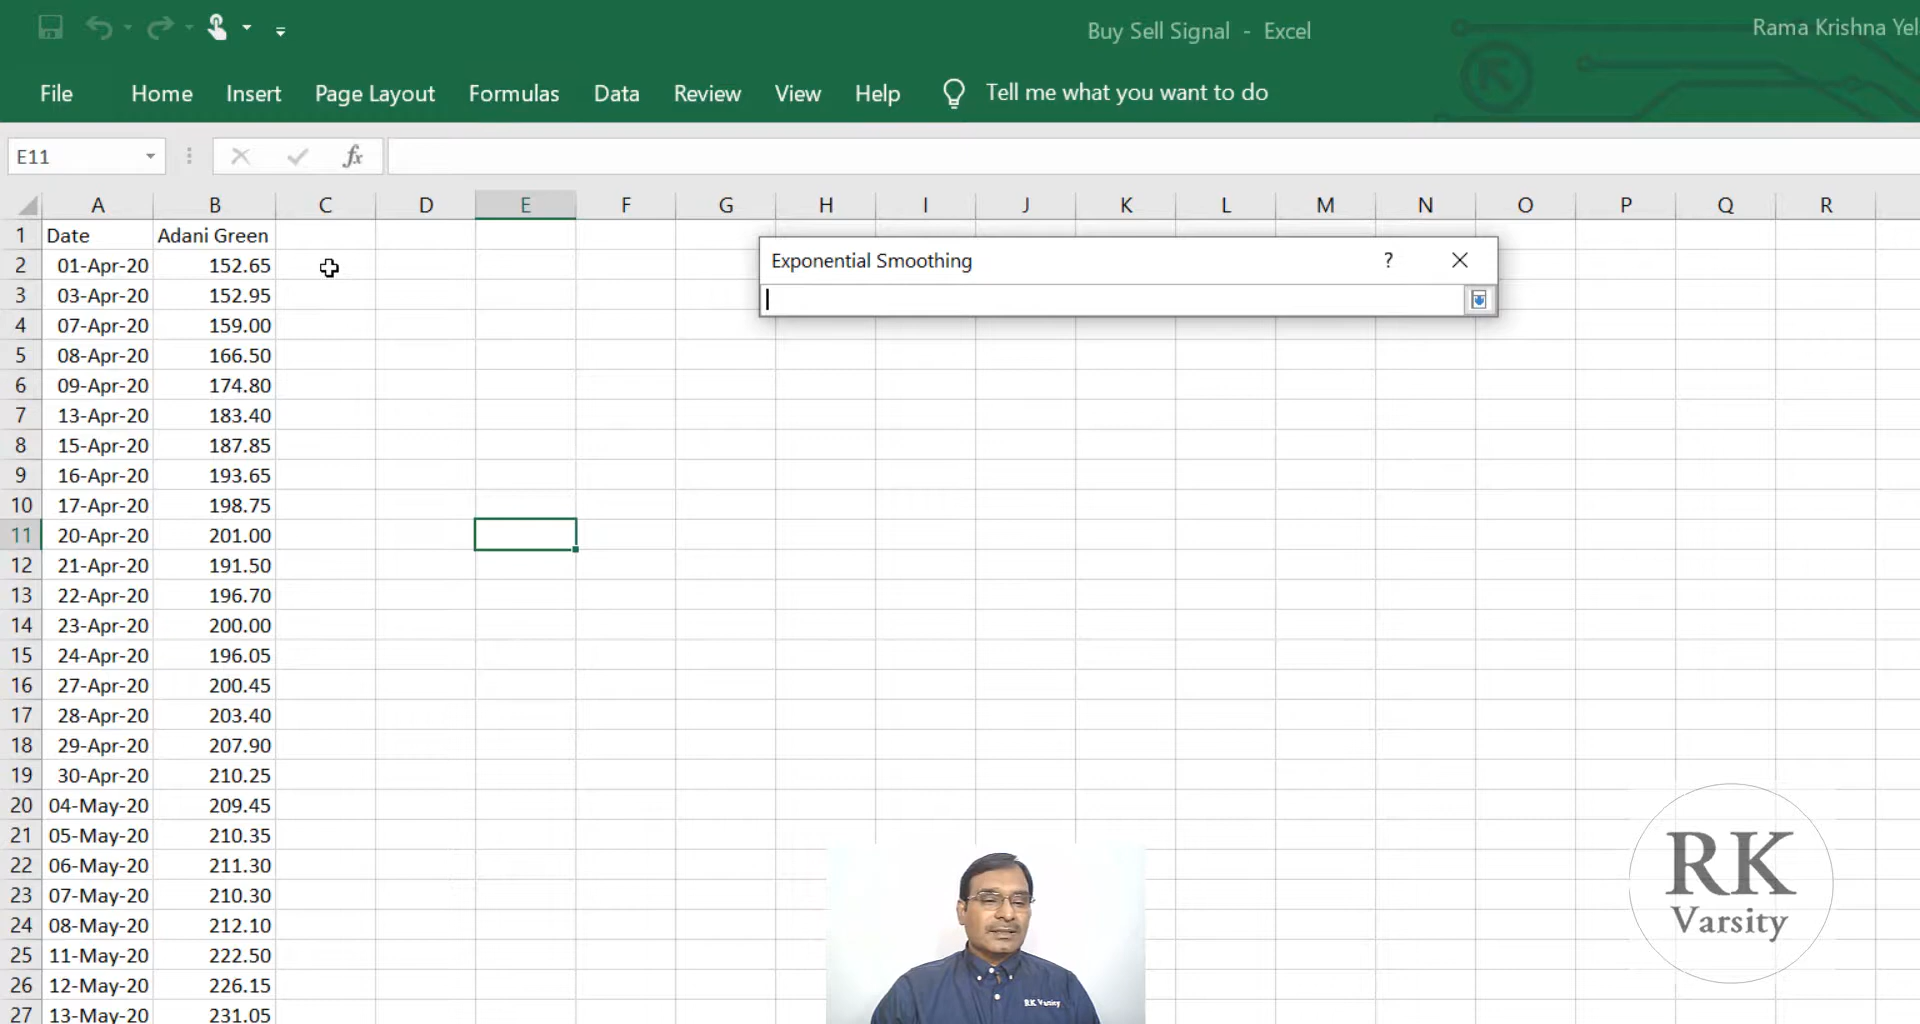 Buy Sell Signal - Excel
Rama Krishna Yel
File Home Insert Page Layout Formulas Data Review View Help Tell me what you want to do
E11 fx
A B C D E F G H I J K L M N O P Q R
1 Date Adani Green
2 01-Apr-20 152.65
3 03-Apr-20 152.95
4 07-Apr-20 159.00
5 08-Apr-20 166.50
6 09-Apr-20 174.80
7 13-Apr-20 183.40
8 15-Apr-20 187.85
9 16-Apr-20 193.65
10 17-Apr-20 198.75
11 20-Apr-20 201.00
12 21-Apr-20 191.50
13 22-Apr-20 196.70
14 23-Apr-20 200.00
15 24-Apr-20 196.05
16 27-Apr-20 200.45
17 28-Apr-20 203.40
18 29-Apr-20 207.90
19 30-Apr-20 210.25
20 04-May-20 209.45
21 05-May-20 210.35
22 06-May-20 211.30
23 07-May-20 210.30
24 08-May-20 212.10
25 11-May-20 222.50
26 12-May-20 226.15
27 13-May-20 231.05
Exponential Smoothing ?
RK Varsity
RK
Varsity